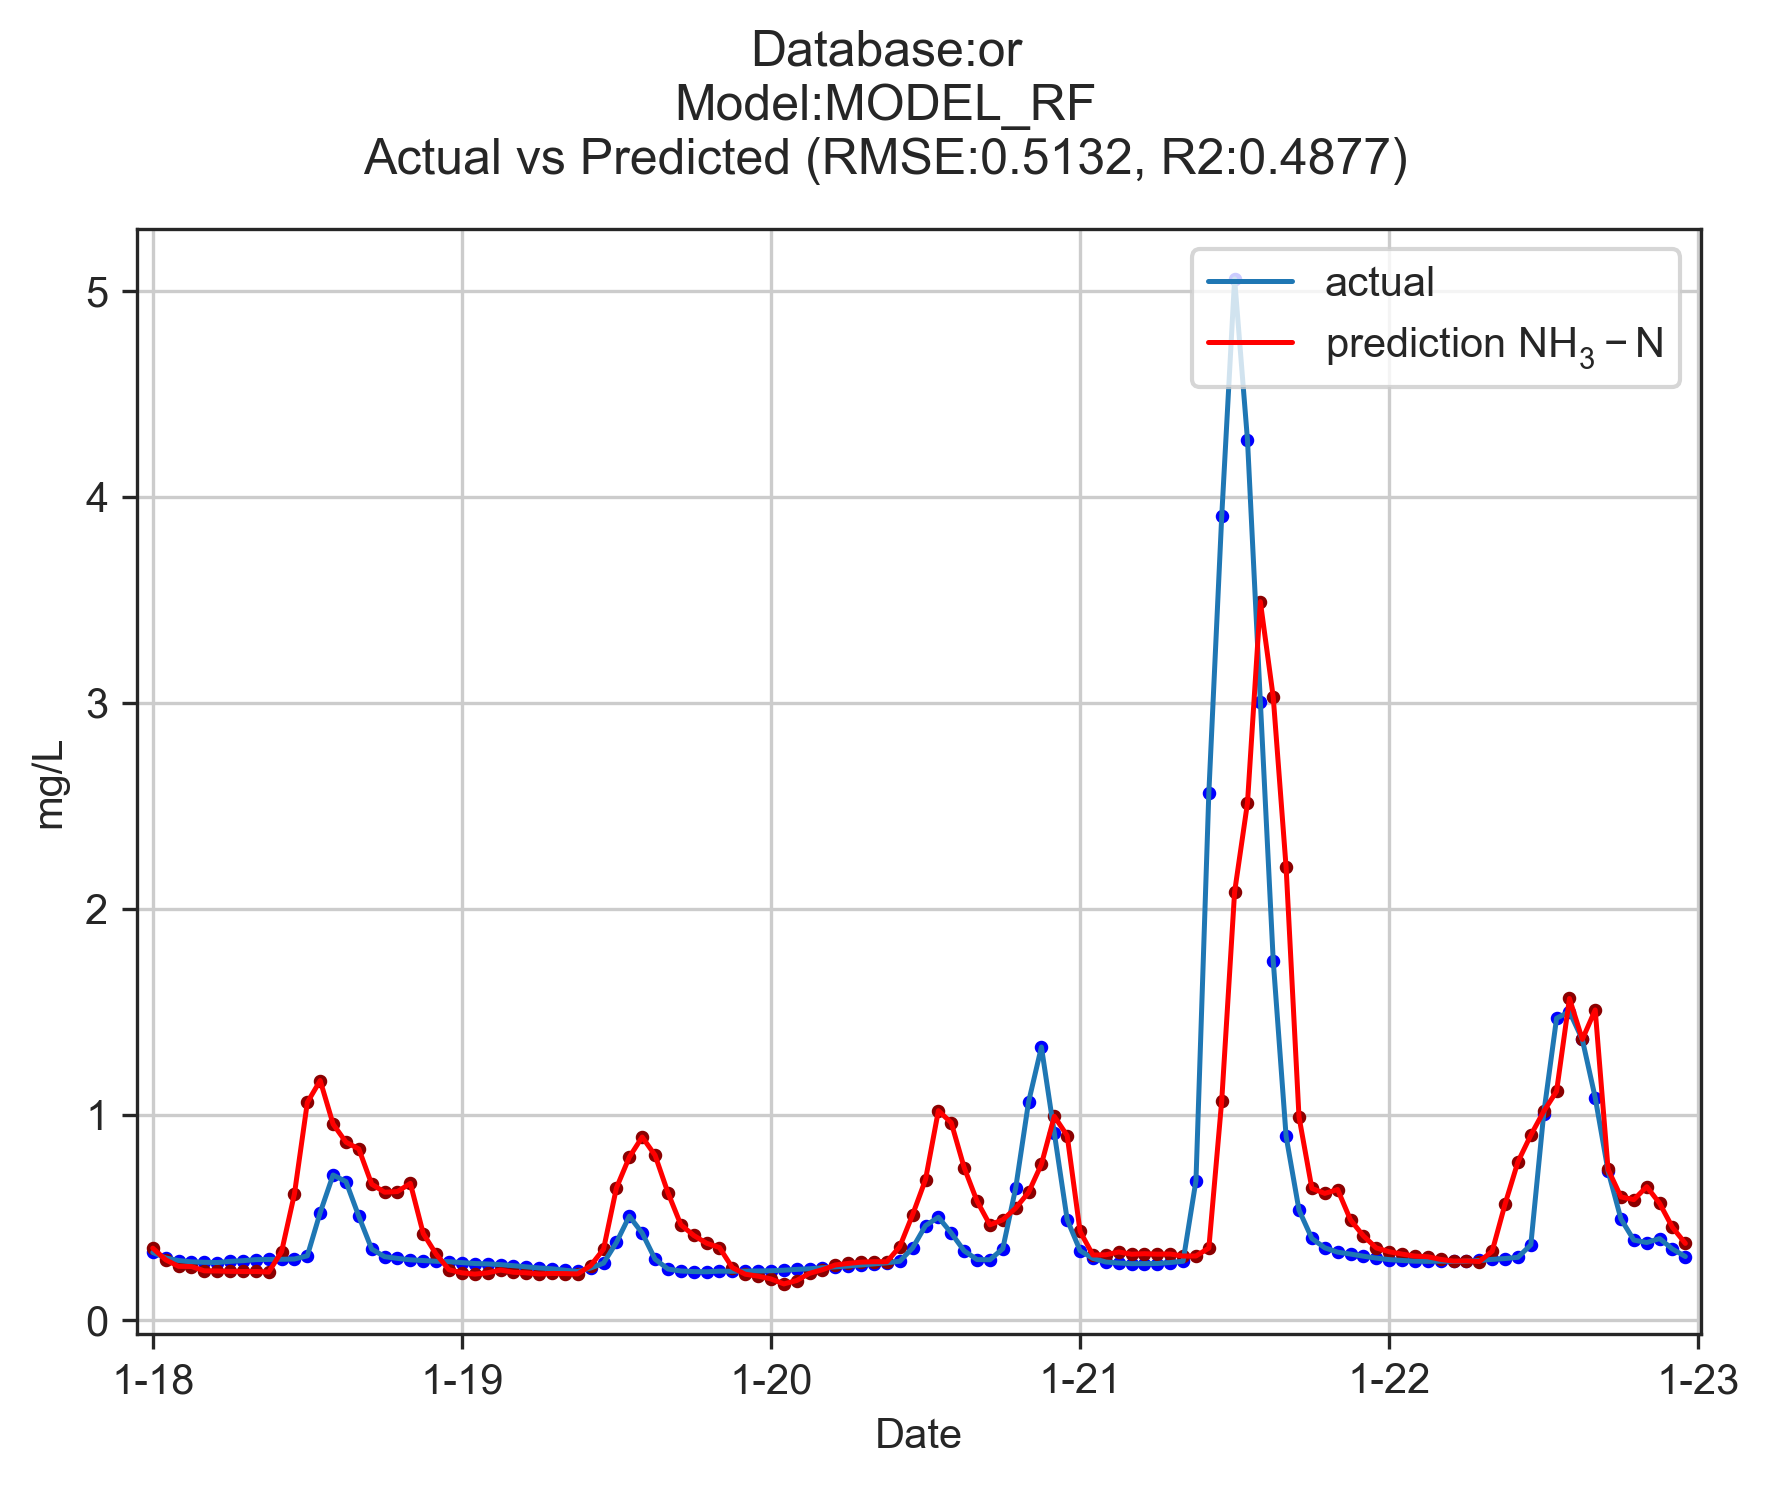 Database:or
Model:MODEL_RF
Actual vs Predicted (RMSE:0.5132, R2:0.4877)
actual
prediction NH₃ − N
5
4
3
2
1
0
mg/L
1-18 1-19 1-20 1-21 1-22 1-23
Date